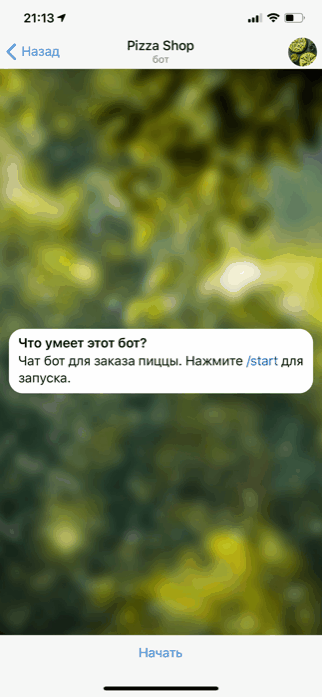 21:13
Назад
Pizza Shop
бот
Что умеет этот бот?
Чат бот для заказа пиццы. Нажмите /start для
запуска.
Начать